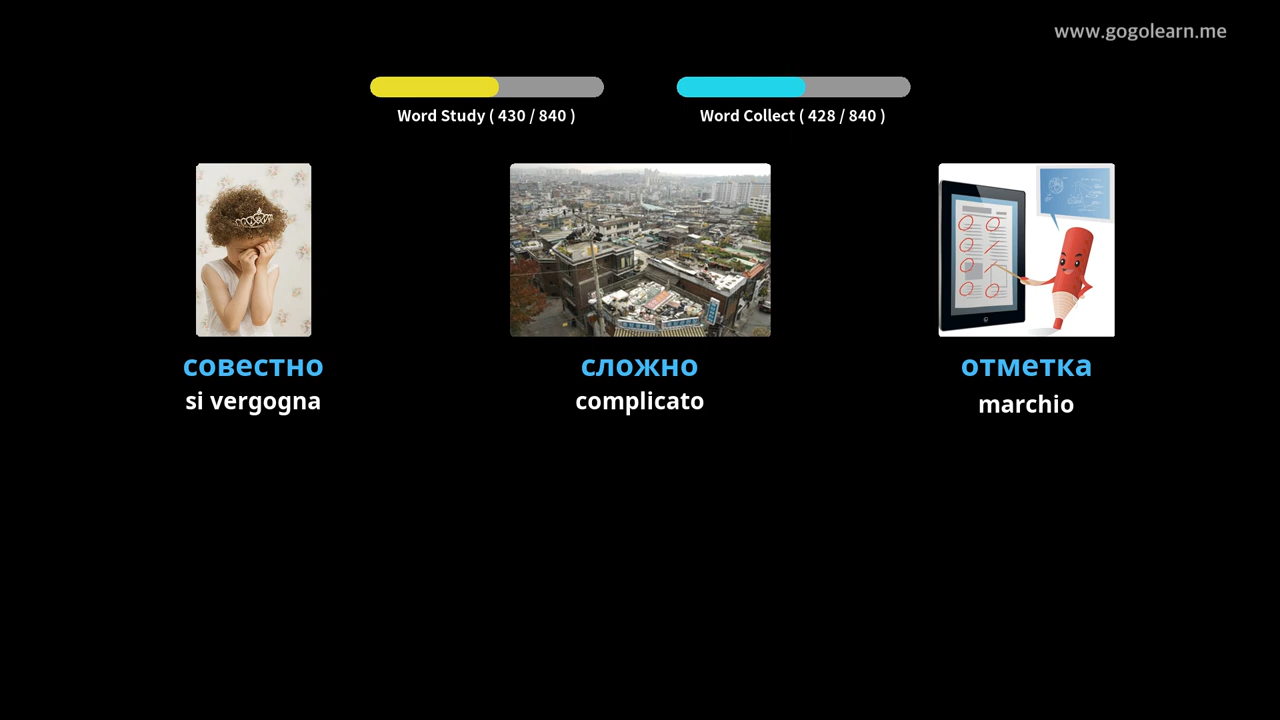 www.gogolearn.me
Word Study ( 430 / 840 )
Word Collect ( 428 / 840 )
совестно
сложно
отметка
si vergogna
complicato
marchio